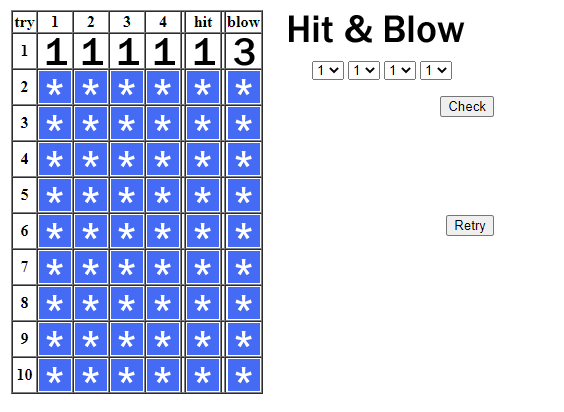 Hit & Blow
try 1 2 3 4 hit blow
1 1 1 1 1 1 3
2 * * * * * *
3 * * * * * *
4 * * * * * *
5 * * * * * *
6 * * * * * *
7 * * * * * *
8 * * * * * *
9 * * * * * *
10 * * * * * *
1 1 1 1
Check
Retry